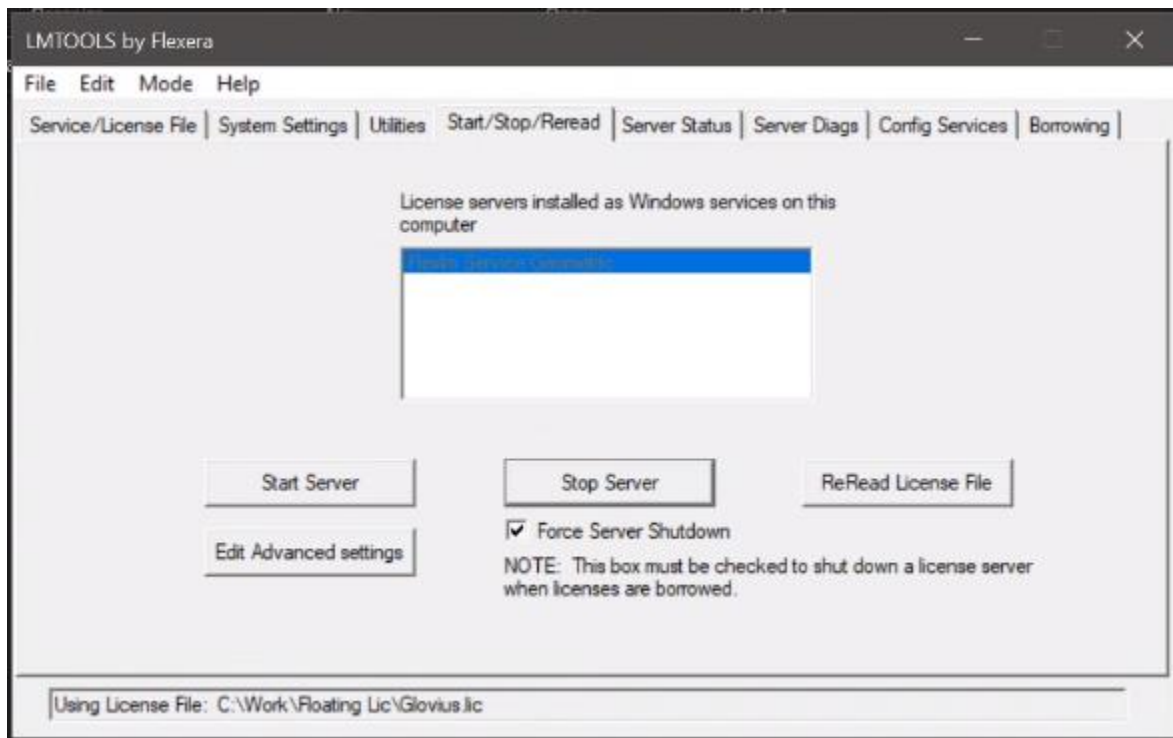 LMTOOLS by Flexera
File Edit Mode Help
Service/License File System Settings Utilities Start/Stop/Reread Server Status Server Diags Config Services Borrowing
License servers installed as Windows services on this
computer
Flexlm Service Geometric
Start Server Stop Server ReRead License File
Force Server Shutdown
Edit Advanced settings
NOTE: This box must be checked to shut down a license server
when licenses are borrowed.
Using License File: C:\Work\Floating Lic\Glovius.lic